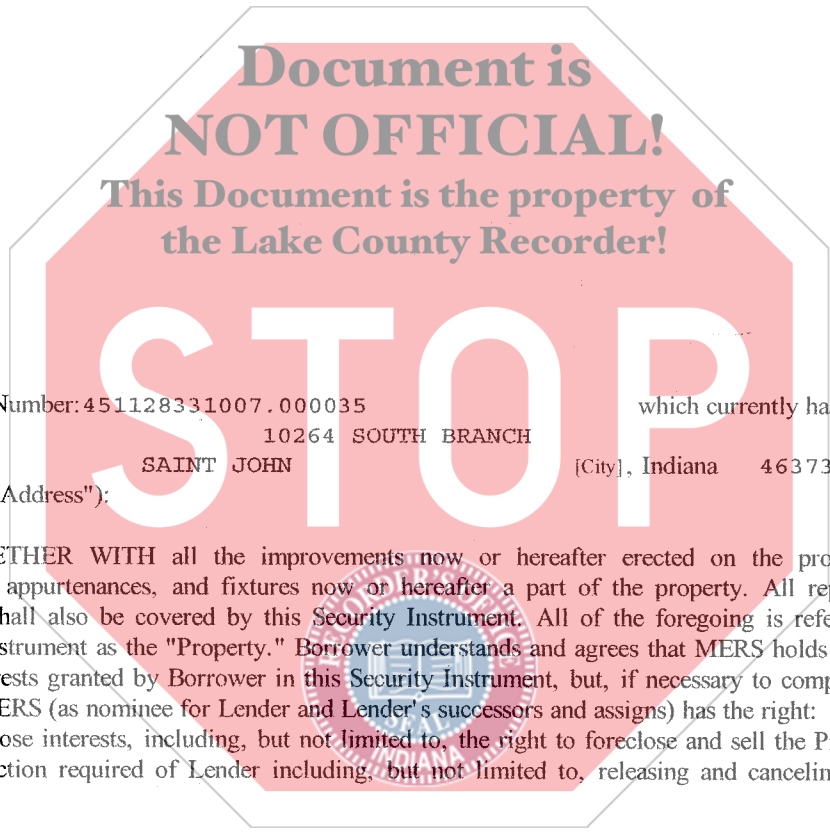 Document is
NOT OFFICIAL!
This Document is the property of
the Lake County Recorder!
STOP
Number: 451128331007.000035 which currently ha
10264 SOUTH BRANCH
SAINT JOHN [City], Indiana 46373
Address"):
ETHER WITH all the improvements now or hereafter erected on the pro
appurtenances, and fixtures now or hereafter a part of the property. All rep
hall also be covered by this Security Instrument. All of the foregoing is refe
strument as the "Property." Borrower understands and agrees that MERS holds
ests granted by Borrower in this Security Instrument, but, if necessary to comp
ERS (as nominee for Lender and Lender's successors and assigns) has the right:
ose interests, including, but not limited to, the right to foreclose and sell the P
ction required of Lender including, but not limited to, releasing and cancelin
RECORDER'S OFFICE
SEAL
INDIANA